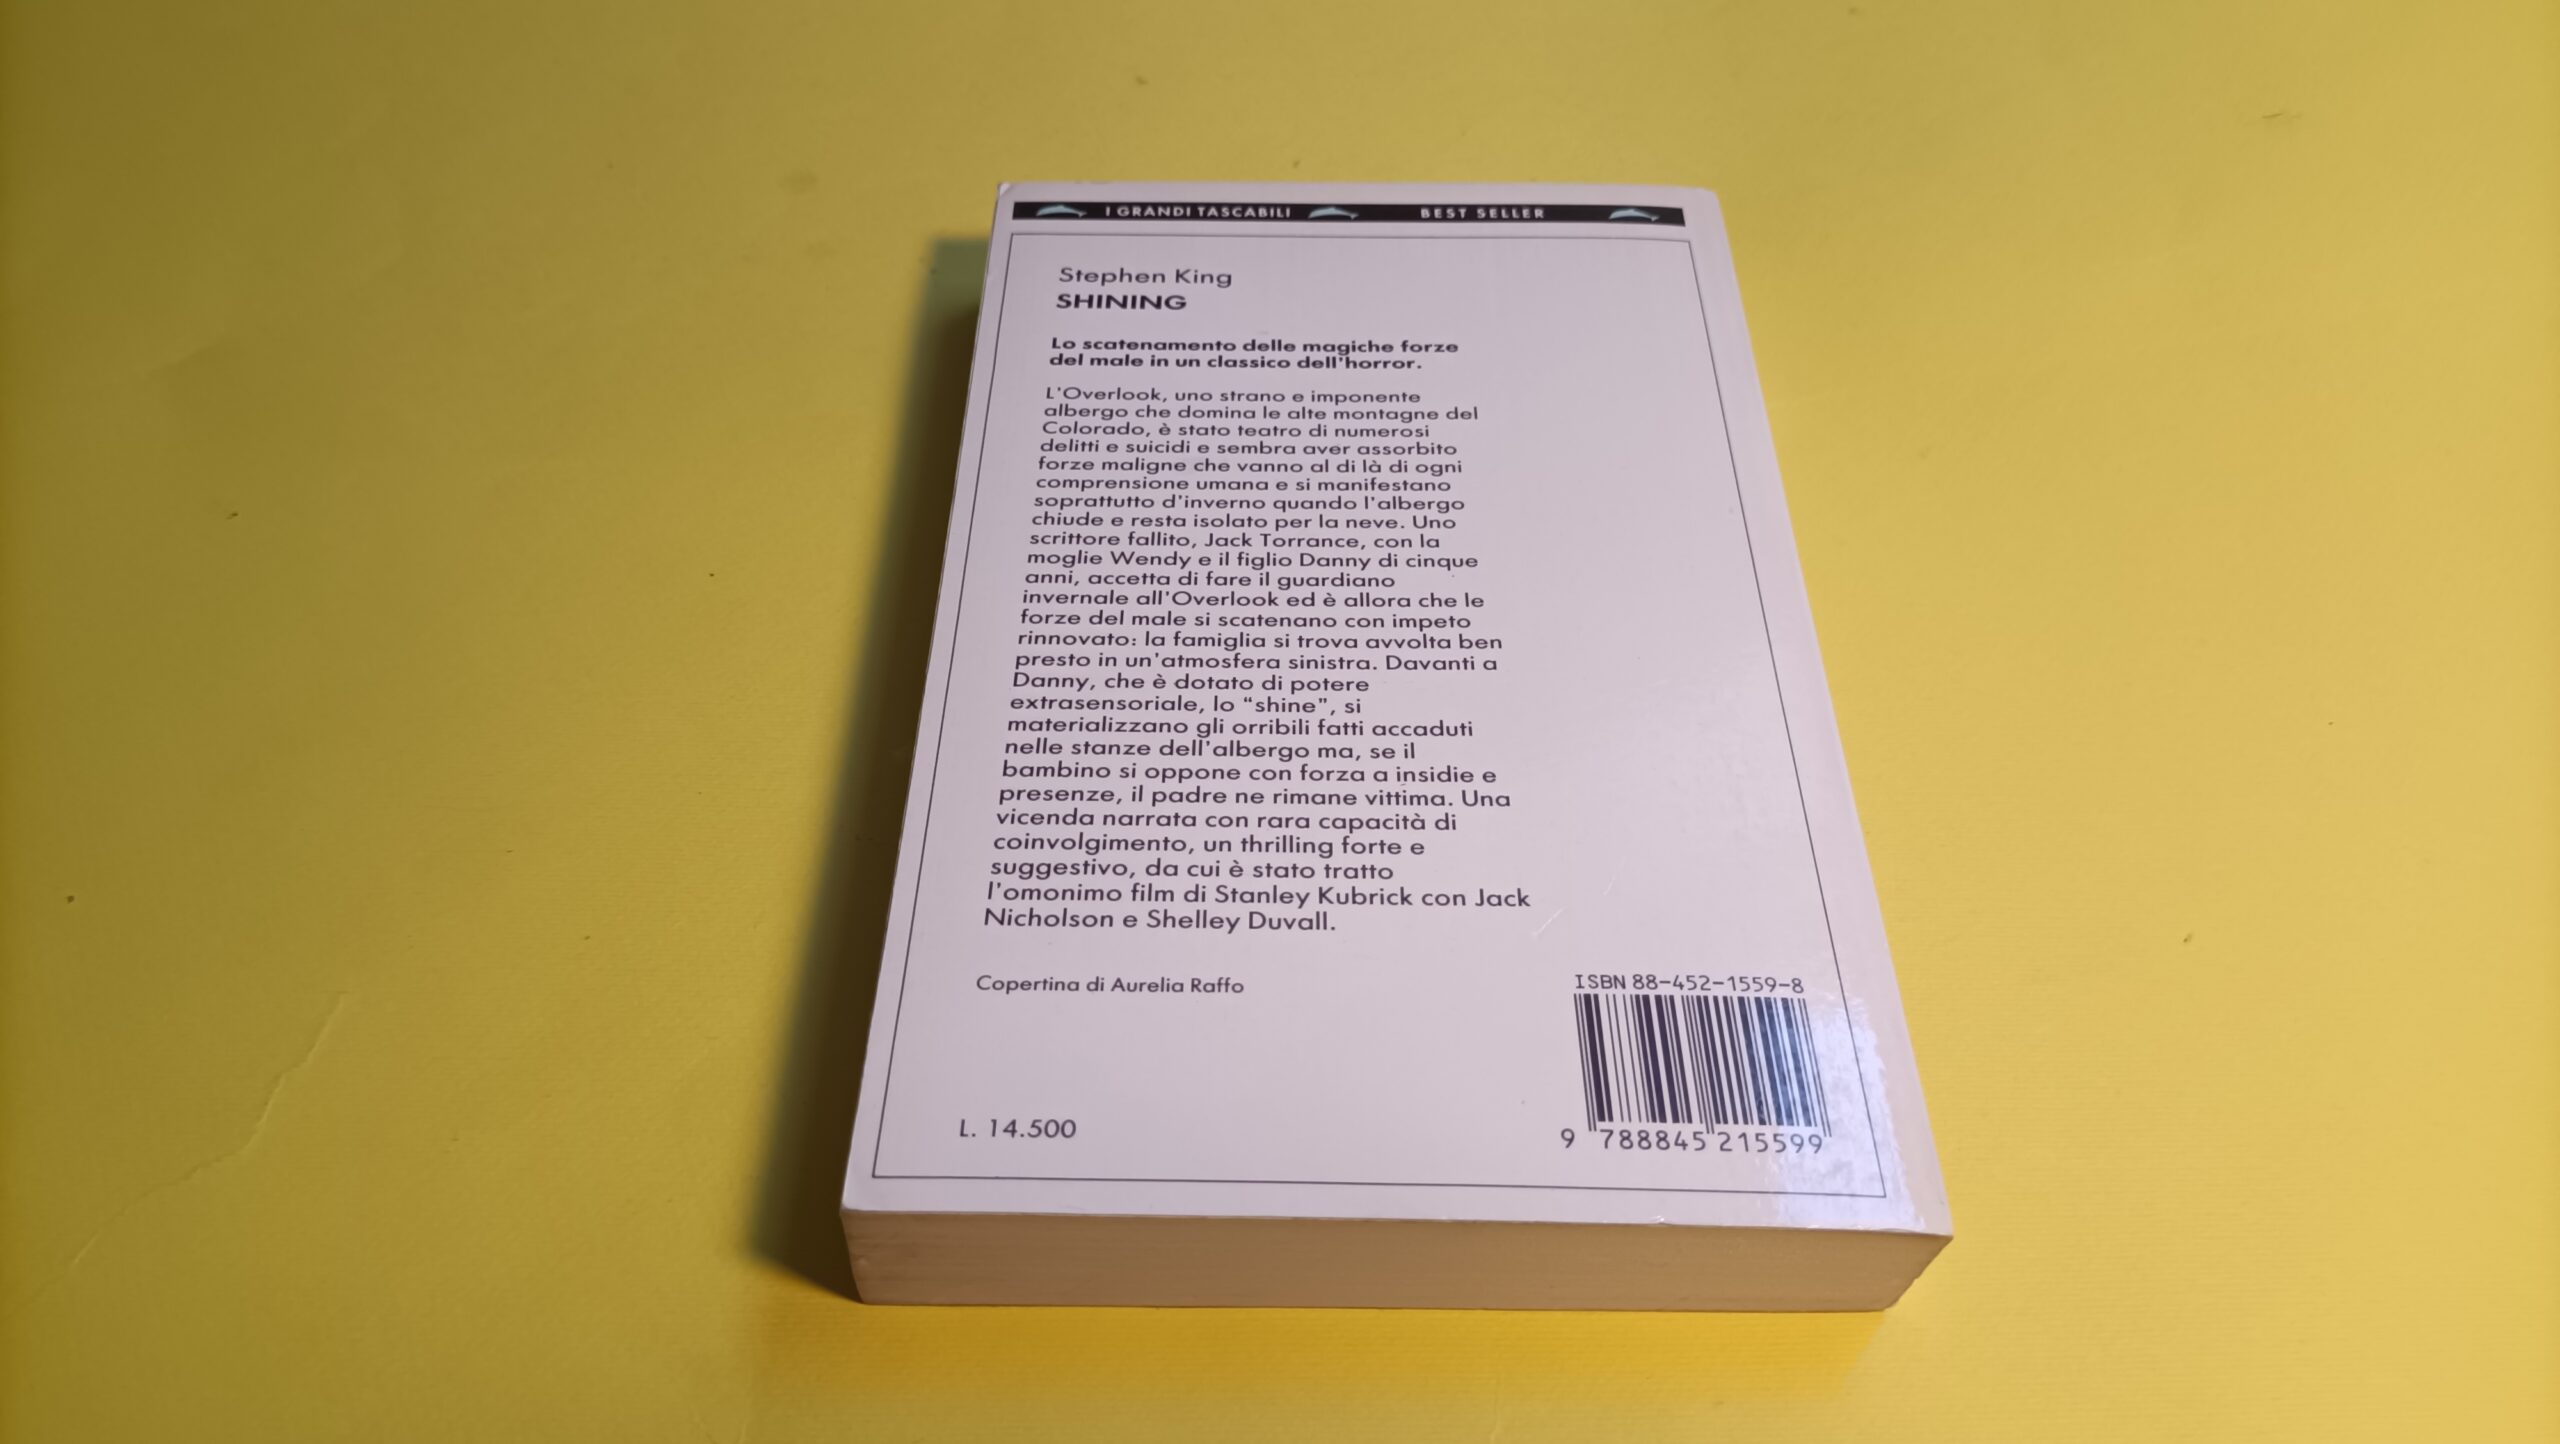 I GRANDI TASCABILI BEST SELLER
Stephen King
SHINING
Lo scatenamento delle magiche forze
del male in un classico dell'horror.
L'Overlook, uno strano e imponente
albergo che domina le alte montagne del
Colorado, è stato teatro di numerosi
delitti e suicidi e sembra aver assorbito
forze maligne che vanno al di là di ogni
comprensione umana e si manifestano
soprattutto d'inverno quando l'albergo
chiude e resta isolato per la neve. Uno
scrittore fallito, Jack Torrance, con la
moglie Wendy e il figlio Danny di cinque
anni, accetta di fare il guardiano
invernale all'Overlook ed è allora che le
forze del male si scatenano con impeto
rinnovato: la famiglia si trova avvolta ben
presto in un'atmosfera sinistra. Davanti a
Danny, che è dotato di potere
extrasensoriale, lo “shine”, si
materializzano gli orribili fatti accaduti
nelle stanze dell'albergo ma, se il
bambino si oppone con forza a insidie e
presenze, il padre ne rimane vittima. Una
vicenda narrata con rara capacità di
coinvolgimento, un thrilling forte e
suggestivo, da cui è stato tratto
l'omonimo film di Stanley Kubrick con Jack
Nicholson e Shelley Duvall.
Copertina di Aurelia Raffo
ISBN 88-452-1559-8
L. 14.500
9 788845 215599